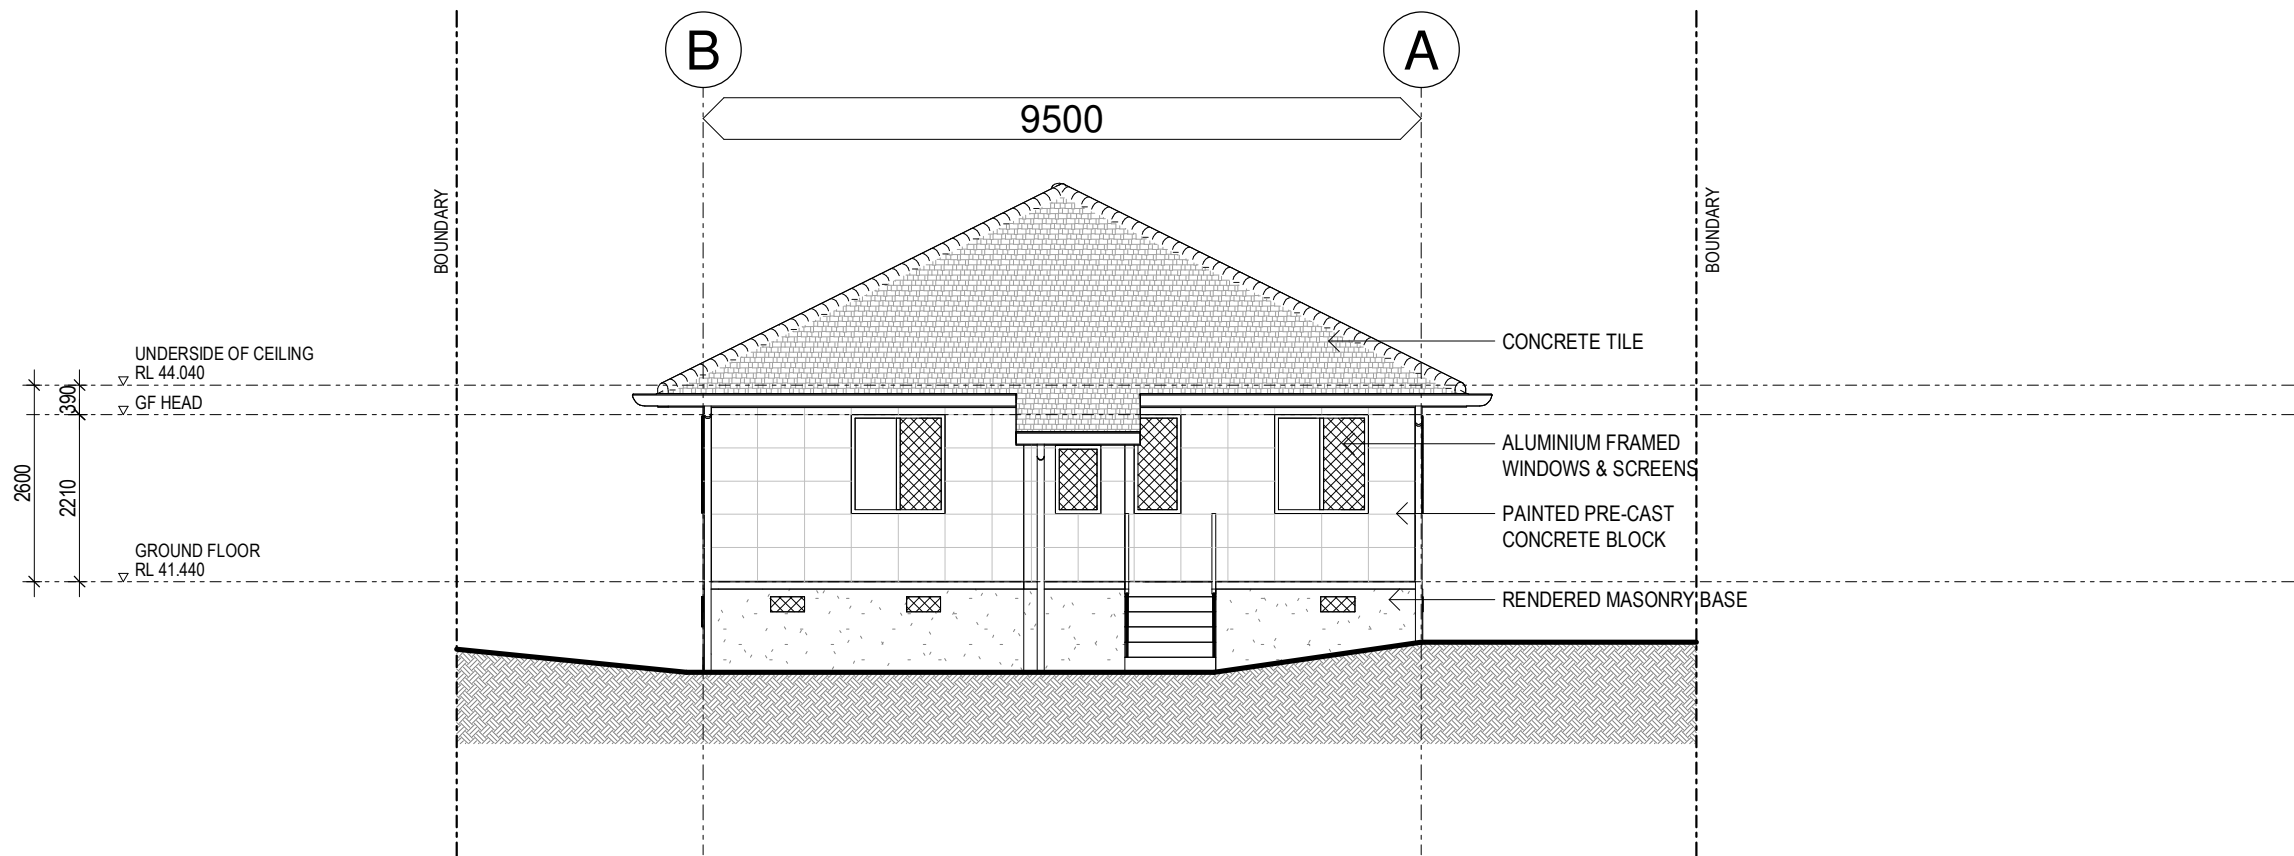 B
A
9500
BOUNDARY
BOUNDARY
CONCRETE TILE
UNDERSIDE OF CEILING
RL 44.040
390
GF HEAD
ALUMINIUM FRAMED
WINDOWS & SCREENS
2600
2210
PAINTED PRE-CAST
CONCRETE BLOCK
GROUND FLOOR
RL 41.440
RENDERED MASONRY BASE